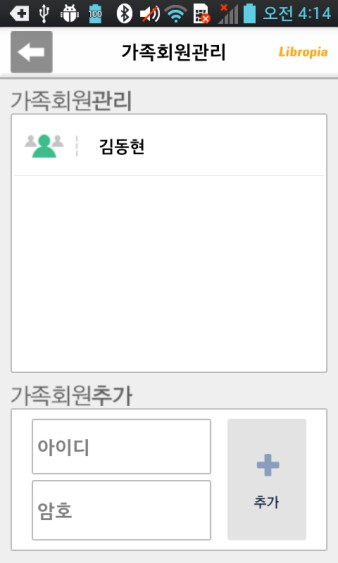 100
오전 4:14
가족회원관리
Libropia
가족회원관리
김동현
가족회원추가
아이디
암호
추가